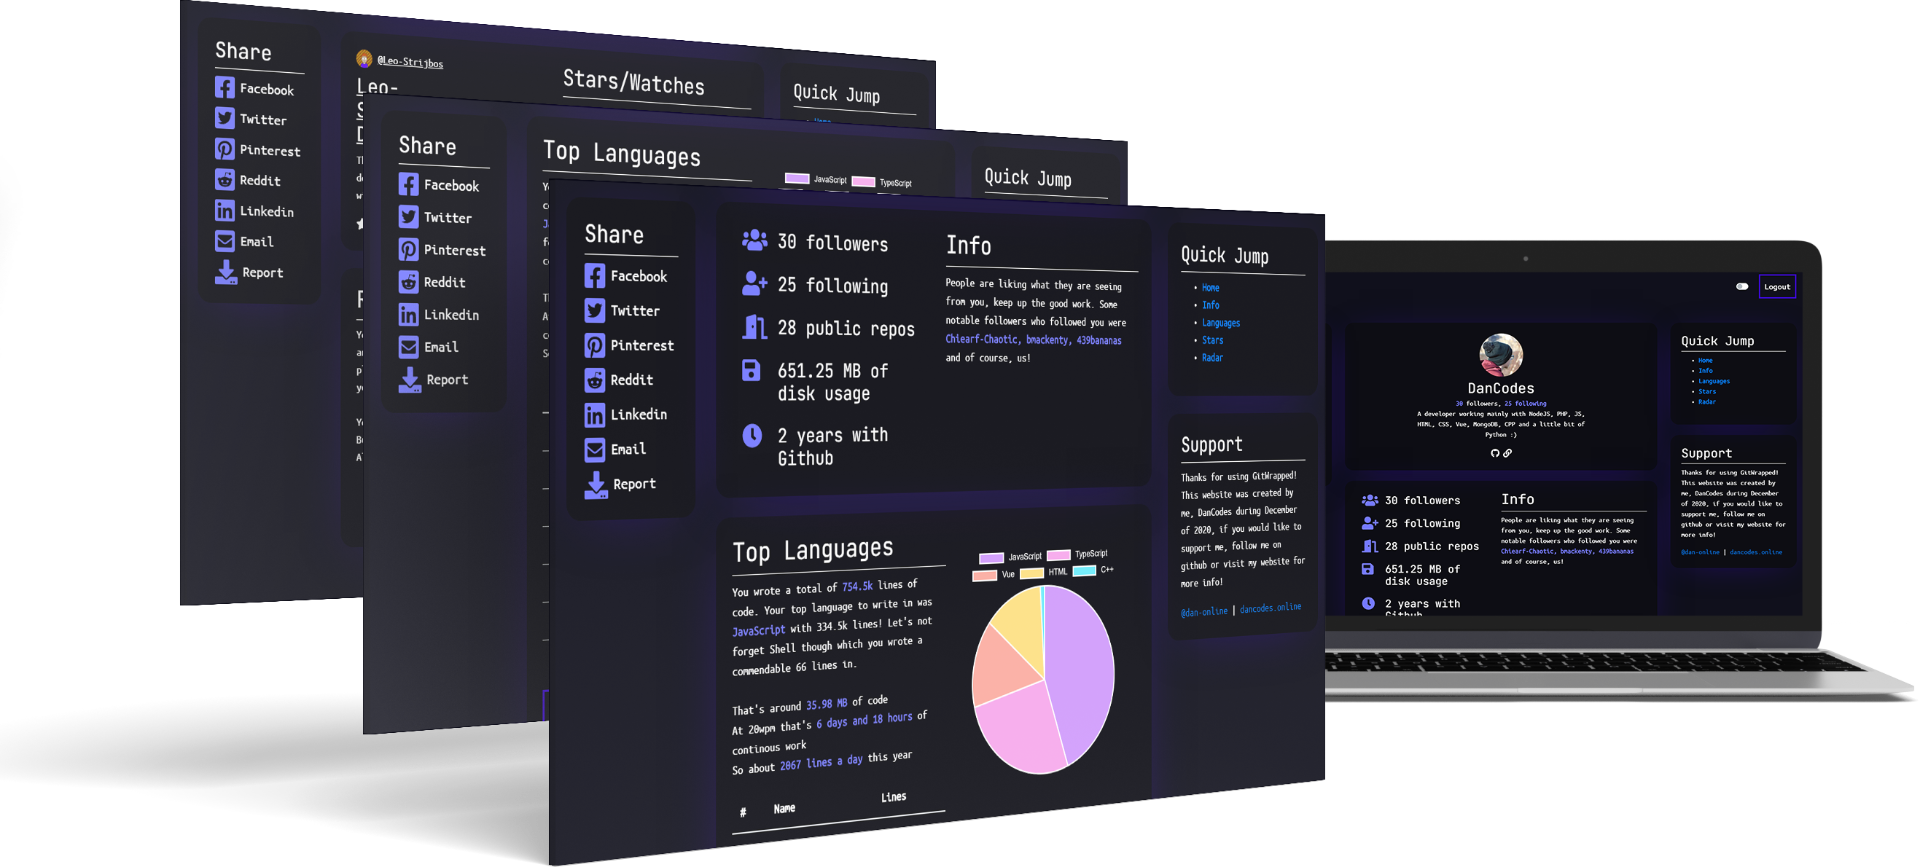 Share
Facebook
Twitter
Pinterest
Reddit
Linkedin
Email
Report
@Leo-Strijbos
Leo-
Stars/Watches
Quick Jump
Share
Facebook
Twitter
Pinterest
Reddit
Linkedin
Email
Report
Top Languages
JavaScript TypeScript
Quick Jump
Share
Facebook
Twitter
Pinterest
Reddit
Linkedin
Email
Report
30 followers
25 following
28 public repos
651.25 MB of
disk usage
2 years with
Github
Info
People are liking what they are seeing
from you, keep up the good work. Some
notable followers who followed you were
Chlearf-Chaotic, bmackenty, 439bananas
and of course, us!
Quick Jump
Home
Info
Languages
Stars
Radar
Support
Thanks for using GitWrapped!
This website was created by
me, DanCodes during December
of 2020, if you would like to
support me, follow me on
github or visit my website for
more info!
@dan-online | dancodes.online
Top Languages
You wrote a total of 754.5k lines of
code. Your top language to write in was
JavaScript with 334.5k lines! Let's not
forget Shell though which you wrote a
commendable 66 lines in.
That's around 35.98 MB of code
At 20wpm that's 6 days and 18 hours of
continous work
So about 2067 lines a day this year
# Name Lines
JavaScript TypeScript
Vue HTML C++
Logout
DanCodes
30 followers, 25 following
A developer working mainly with NodeJS, PHP, JS,
HTML, CSS, Vue, MongoDB, CPP and a little bit of
Python :)
30 followers
25 following
28 public repos
651.25 MB of
disk usage
2 years with
Github
Info
People are liking what they are seeing
from you, keep up the good work. Some
notable followers who followed you were
Chlearf-Chaotic, bmackenty, 439bananas
and of course, us!
Quick Jump
Home
Info
Languages
Stars
Radar
Support
Thanks for using GitWrapped!
This website was created by
me, DanCodes during December
of 2020, if you would like to
support me, follow me on
github or visit my website for
more info!
@dan-online | dancodes.online